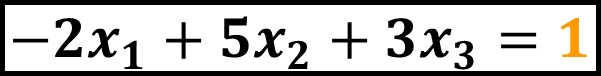 −2x₁ + 5x₂ + 3x₃ = 1